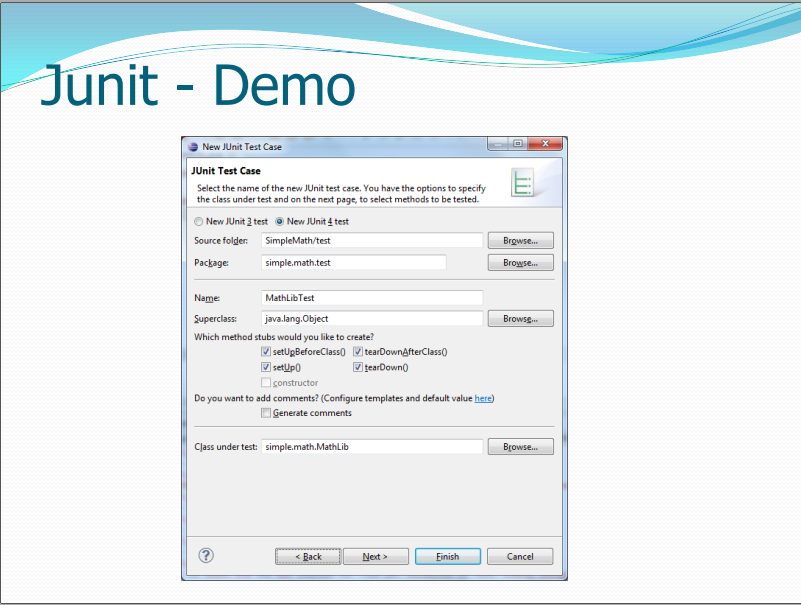 Junit - Demo
New JUnit Test Case
JUnit Test Case
Select the name of the new JUnit test case. You have the options to specify
the class under test and on the next page, to select methods to be tested.
New JUnit 3 test New JUnit 4 test
Source folder: SimpleMath/test Browse...
Package: simple.math.test Browse...
Name: MathLibTest
Superclass: java.lang.Object Browse...
Which method stubs would you like to create?
setUpBeforeClass() tearDownAfterClass()
setUp() tearDown()
constructor
Do you want to add comments? (Configure templates and default value here)
Generate comments
Class under test: simple.math.MathLib Browse...
? < Back Next > Finish Cancel